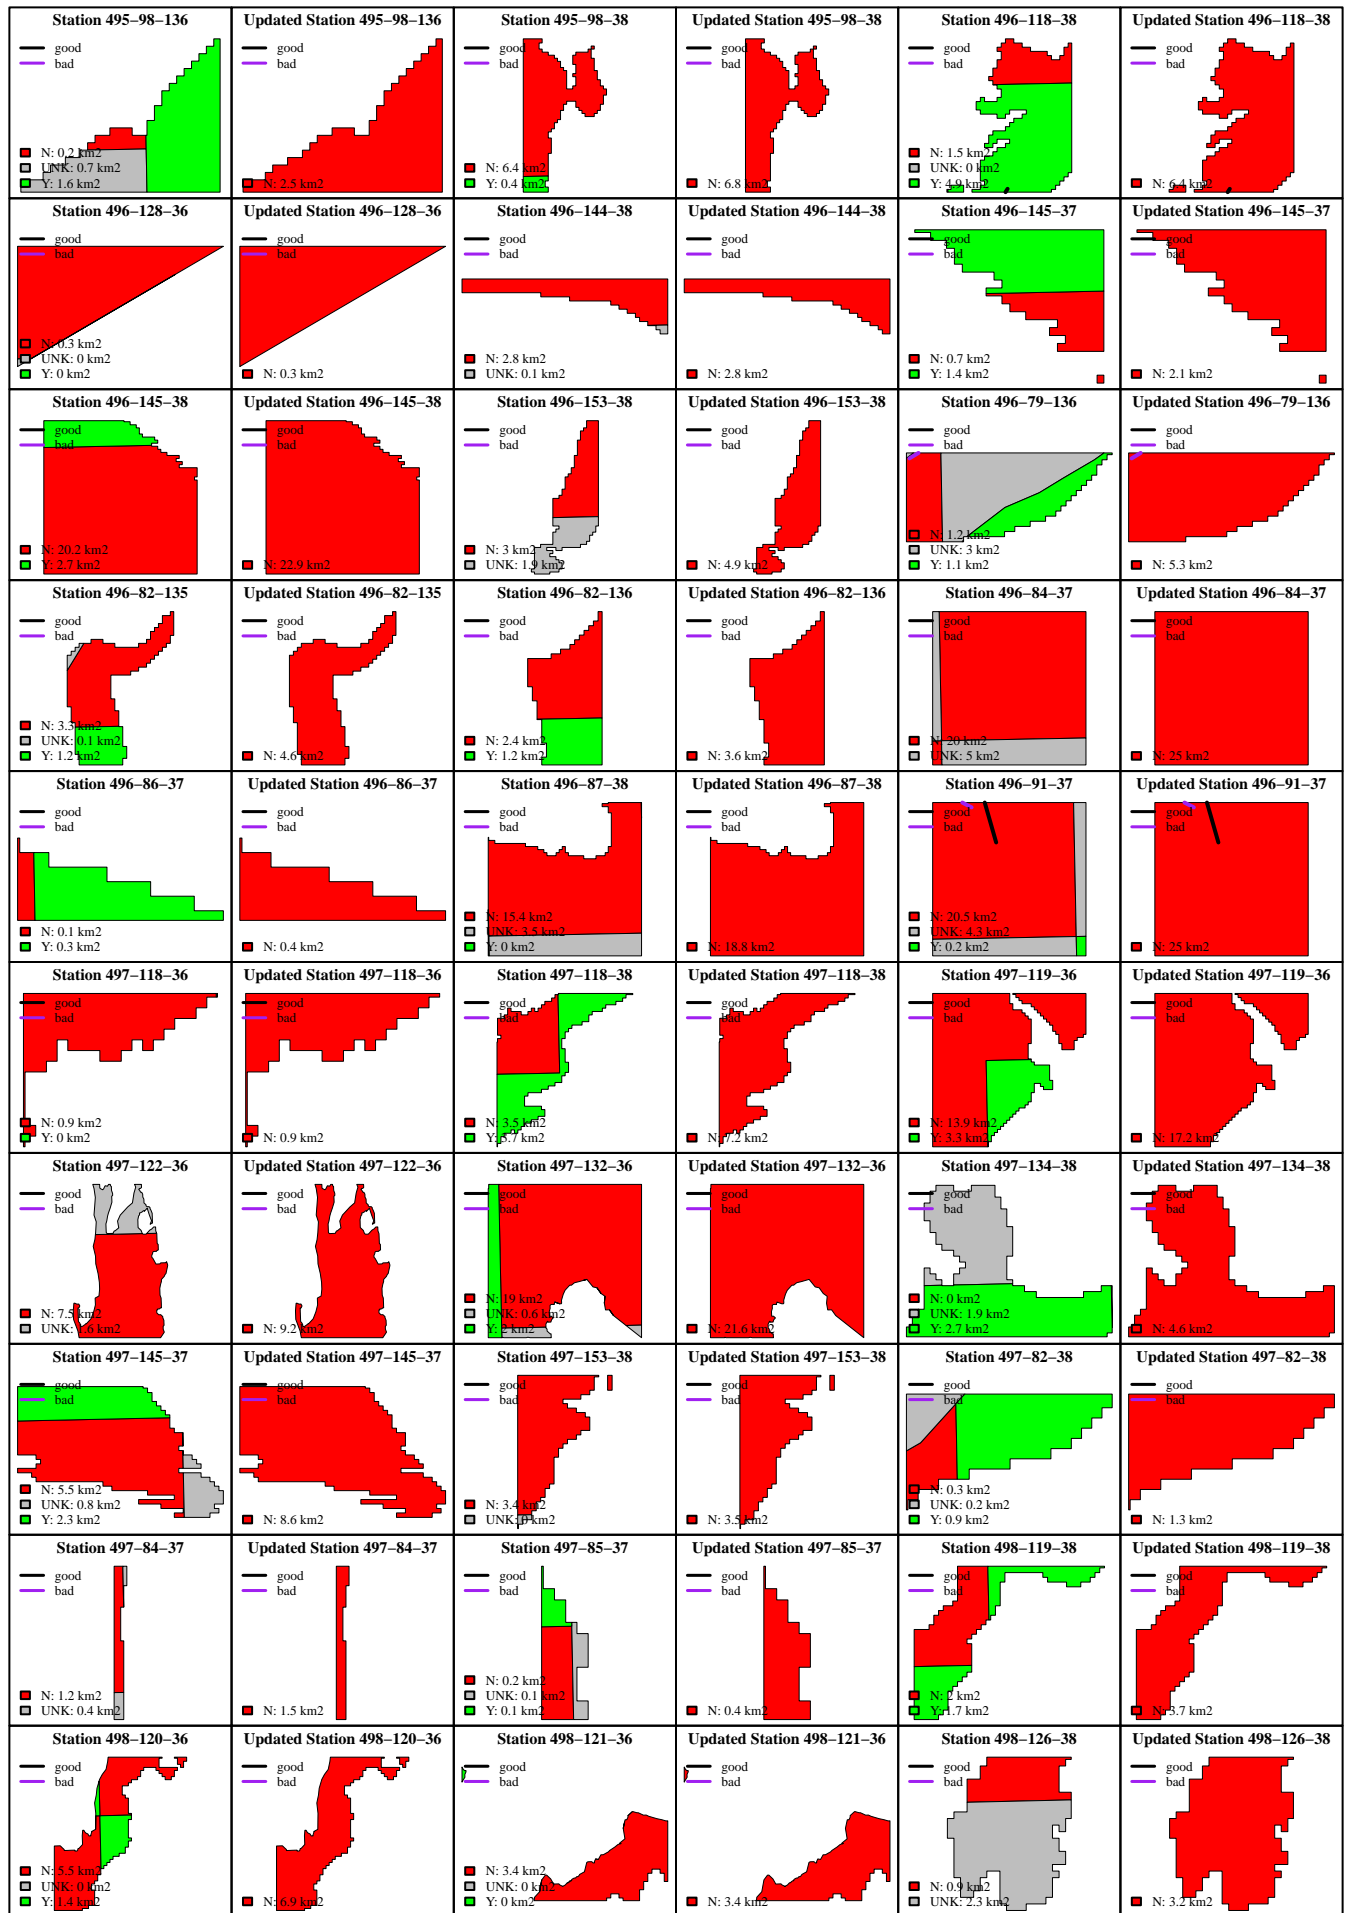 Station 495−98−136
good
bad
N: 0.2 km2
UNK: 0.7 km2
Y: 1.6 km2
Updated Station 495−98−136
good
bad
N: 2.5 km2
Station 495−98−38
good
bad
N: 6.4 km2
Y: 0.4 km2
Updated Station 495−98−38
good
bad
N: 6.8 km2
Station 496−118−38
good
bad
N: 1.5 km2
UNK: 0 km2
Y: 4.9 km2
Updated Station 496−118−38
good
bad
N: 6.4 km2
Station 496−128−36
good
bad
N: 0.3 km2
UNK: 0 km2
Y: 0 km2
Updated Station 496−128−36
good
bad
N: 0.3 km2
Station 496−144−38
good
bad
N: 2.8 km2
UNK: 0.1 km2
Updated Station 496−144−38
good
bad
N: 2.8 km2
Station 496−145−37
good
bad
N: 0.7 km2
Y: 1.4 km2
Updated Station 496−145−37
good
bad
N: 2.1 km2
Station 496−145−38
good
bad
N: 20.2 km2
Y: 2.7 km2
Updated Station 496−145−38
good
bad
N: 22.9 km2
Station 496−153−38
good
bad
N: 3 km2
UNK: 1.9 km2
Updated Station 496−153−38
good
bad
N: 4.9 km2
Station 496−79−136
good
bad
N: 1.2 km2
UNK: 3 km2
Y: 1.1 km2
Updated Station 496−79−136
good
bad
N: 5.3 km2
Station 496−82−135
good
bad
N: 3.3 km2
UNK: 0.1 km2
Y: 1.2 km2
Updated Station 496−82−135
good
bad
N: 4.6 km2
Station 496−82−136
good
bad
N: 2.4 km2
Y: 1.2 km2
Updated Station 496−82−136
good
bad
N: 3.6 km2
Station 496−84−37
good
bad
N: 20 km2
UNK: 5 km2
Updated Station 496−84−37
good
bad
N: 25 km2
Station 496−86−37
good
bad
N: 0.1 km2
Y: 0.3 km2
Updated Station 496−86−37
good
bad
N: 0.4 km2
Station 496−87−38
good
bad
N: 15.4 km2
UNK: 3.5 km2
Y: 0 km2
Updated Station 496−87−38
good
bad
N: 18.8 km2
Station 496−91−37
good
bad
N: 20.5 km2
UNK: 4.3 km2
Y: 0.2 km2
Updated Station 496−91−37
good
bad
N: 25 km2
Station 497−118−36
good
bad
N: 0.9 km2
Y: 0 km2
Updated Station 497−118−36
good
bad
N: 0.9 km2
Station 497−118−38
good
bad
N: 3.5 km2
Y: 3.7 km2
Updated Station 497−118−38
good
bad
N: 7.2 km2
Station 497−119−36
good
bad
N: 13.9 km2
Y: 3.3 km2
Updated Station 497−119−36
good
bad
N: 17.2 km2
Station 497−122−36
good
bad
N: 7.5 km2
UNK: 1.6 km2
Updated Station 497−122−36
good
bad
N: 9.2 km2
Station 497−132−36
good
bad
N: 19 km2
UNK: 0.6 km2
Y: 2 km2
Updated Station 497−132−36
good
bad
N: 21.6 km2
Station 497−134−38
good
bad
N: 0 km2
UNK: 1.9 km2
Y: 2.7 km2
Updated Station 497−134−38
good
bad
N: 4.6 km2
Station 497−145−37
good
bad
N: 5.5 km2
UNK: 0.8 km2
Y: 2.3 km2
Updated Station 497−145−37
good
bad
N: 8.6 km2
Station 497−153−38
good
bad
N: 3.4 km2
UNK: 0 km2
Updated Station 497−153−38
good
bad
N: 3.5 km2
Station 497−82−38
good
bad
N: 0.3 km2
UNK: 0.2 km2
Y: 0.9 km2
Updated Station 497−82−38
good
bad
N: 1.3 km2
Station 497−84−37
good
bad
N: 1.2 km2
UNK: 0.4 km2
Updated Station 497−84−37
good
bad
N: 1.5 km2
Station 497−85−37
good
bad
N: 0.2 km2
UNK: 0.1 km2
Y: 0.1 km2
Updated Station 497−85−37
good
bad
N: 0.4 km2
Station 498−119−38
good
bad
N: 2 km2
Y: 1.7 km2
Updated Station 498−119−38
good
bad
N: 3.7 km2
Station 498−120−36
good
bad
N: 5.5 km2
UNK: 0 km2
Y: 1.4 km2
Updated Station 498−120−36
good
bad
N: 6.9 km2
Station 498−121−36
good
bad
N: 3.4 km2
UNK: 0 km2
Y: 0 km2
Updated Station 498−121−36
good
bad
N: 3.4 km2
Station 498−126−38
good
bad
N: 0.9 km2
UNK: 2.3 km2
Updated Station 498−126−38
good
bad
N: 3.2 km2